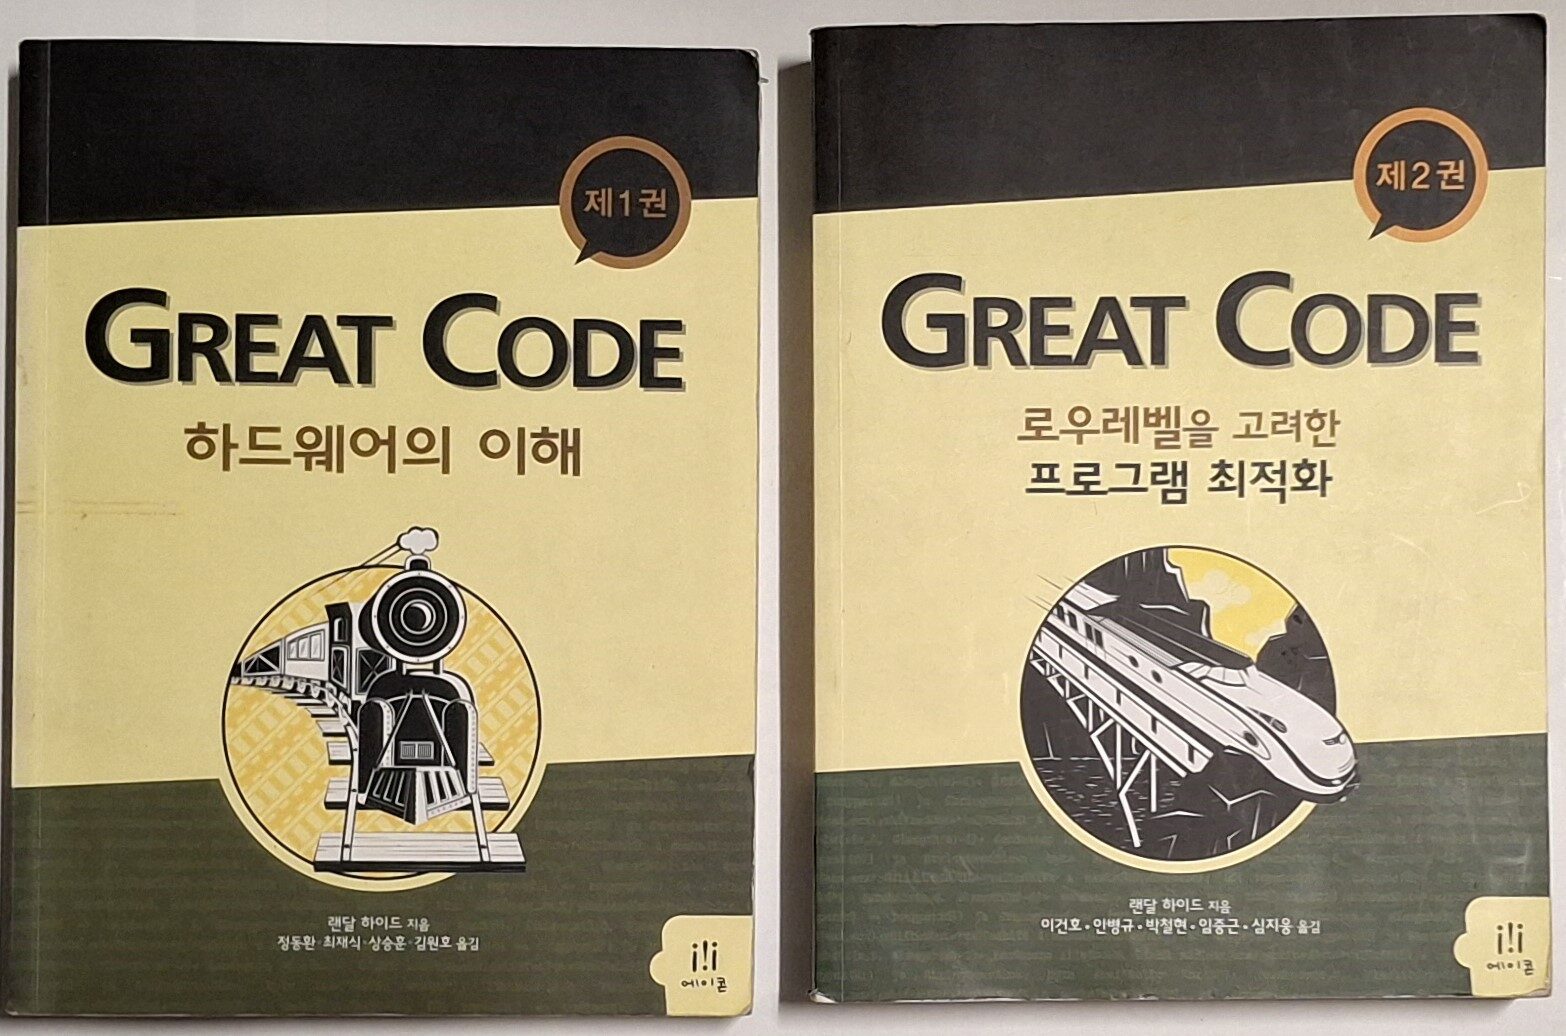 제1권
GREAT CODE
하드웨어의 이해
랜달 하이드 지음
정동환·최재식·상승훈·김원호 옮김
에이콘
제2권
GREAT CODE
로우레벨을 고려한
프로그램 최적화
랜달 하이드 지음
이건호·안병규·박철현·임중근·심지웅 옮김
에이콘